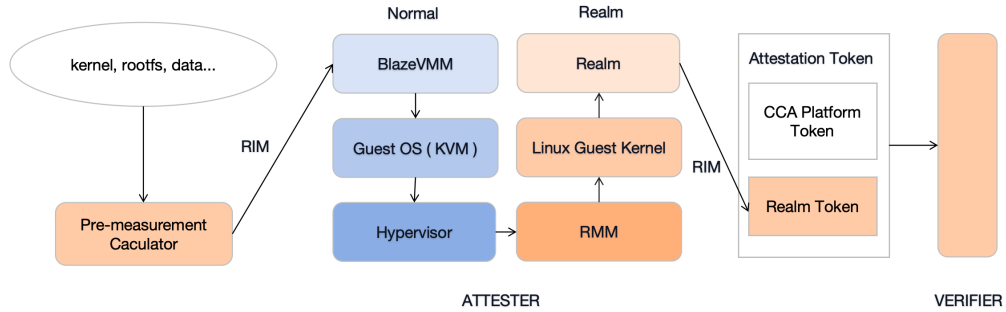 Normal
Realm
kernel, rootfs, data...
BlazeVMM
Realm
Attestation Token
CCA Platform
Token
RIM
Guest OS ( KVM )
Linux Guest Kernel
RIM
Realm Token
Pre-measurement
Caculator
Hypervisor
RMM
ATTESTER
VERIFIER